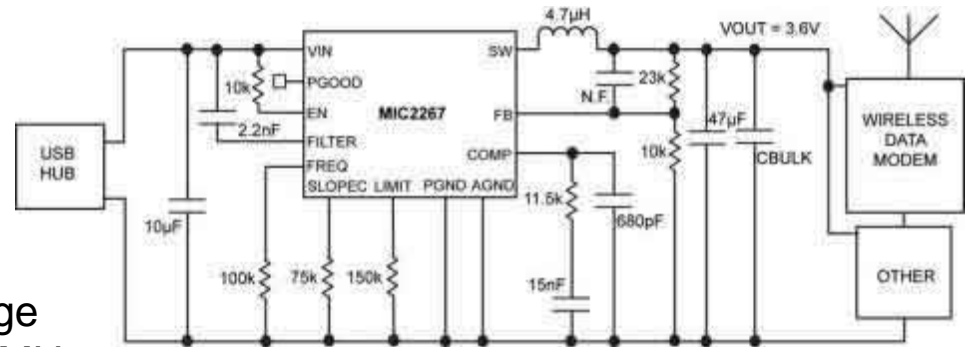 4.7µH
VOUT = 3.6V
VIN
SW
10k
PGOOD
23k
N.F.
EN
MIC2267
FB
47µF
WIRELESS
DATA
MODEM
2.2nF
FILTER
USB
HUB
COMP
10k
CBULK
FREQ
SLOPEC LIMIT PGND AGND
11.5k
680pF
10µF
100k
75k
150k
15nF
OTHER
ge